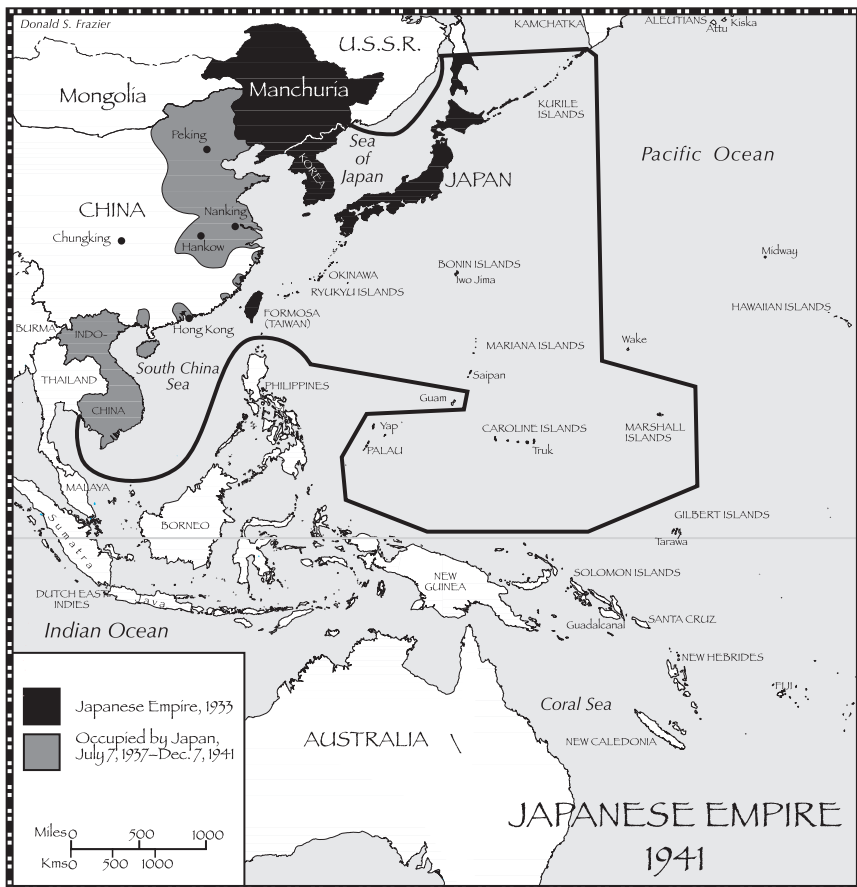 Donald S. Frazier
KAMCHATKA
ALEUTIANS
Attu
Kiska
U.S.S.R.
Mongolia
Manchuria
KURILE
ISLANDS
Peking
Sea
of
Japan
KOREA
JAPAN
Pacific Ocean
CHINA
Nanking
Chungking
Hankow
Midway
OKINAWA
RYUKYU ISLANDS
BONIN ISLANDS
Iwo Jima
HAWAIIAN ISLANDS
FORMOSA
(TAIWAN)
Hong Kong
BURMA
INDO-
CHINA
THAILAND
South China
Sea
MARIANA ISLANDS
Wake
Saipan
PHILIPPINES
Guam
Yap
PALAU
CAROLINE ISLANDS
Truk
MARSHALL
ISLANDS
MALAYA
BORNEO
Sumatra
GILBERT ISLANDS
Tarawa
NEW
GUINEA
SOLOMON ISLANDS
DUTCH EAST
INDIES
Java
Guadalcanal
SANTA CRUZ
Indian Ocean
NEW HEBRIDES
FIJI
Coral Sea
NEW CALEDONIA
AUSTRALIA
Japanese Empire, 1933
Occupied by Japan,
July 7, 1937–Dec. 7, 1941
Miles 0 500 1000
Kms 0 500 1000
JAPANESE EMPIRE
1941